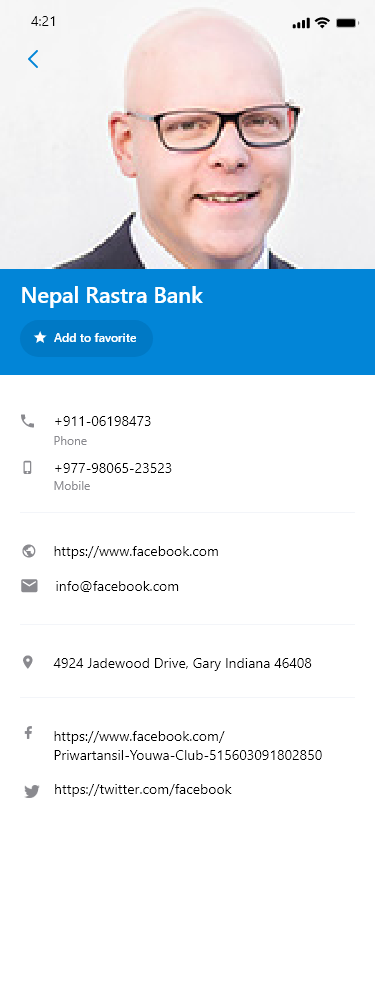 4:21
Nepal Rastra Bank
Add to favorite
+911-06198473
Phone
+977-98065-23523
Mobile
https://www.facebook.com
info@facebook.com
4924 Jadewood Drive, Gary Indiana 46408
https://www.facebook.com/
Priwartansil-Youwa-Club-515603091802850
https://twitter.com/facebook